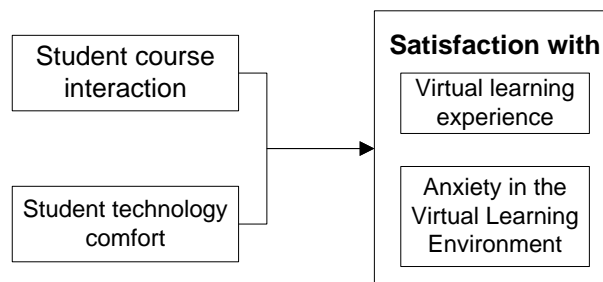 Student course
interaction
Student technology
comfort
Satisfaction with
Virtual learning
experience
Anxiety in the
Virtual Learning
Environment